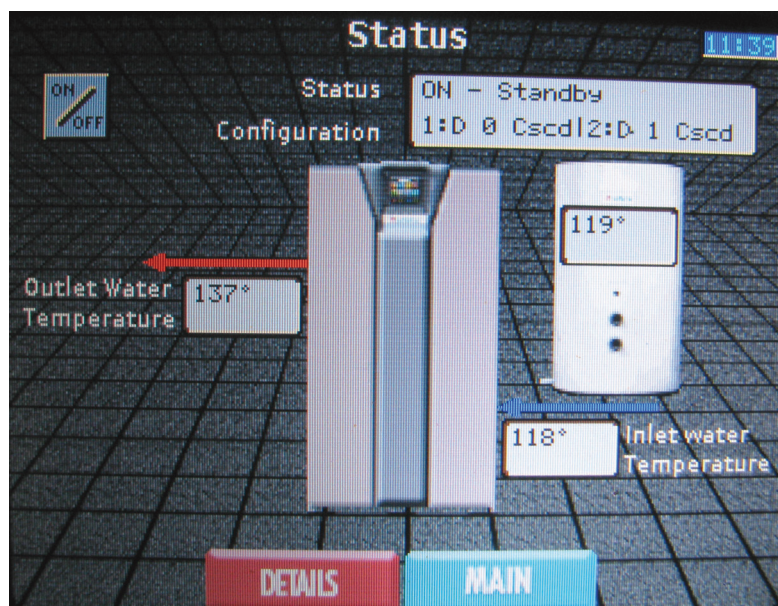 Status
11:39
ON
OFF
Status
ON - Standby
Configuration
1:D 0 Cscd|2:D 1 Cscd
119°
Outlet Water
Temperature
137°
118°
Inlet water
Temperature
DETAILS
MAIN